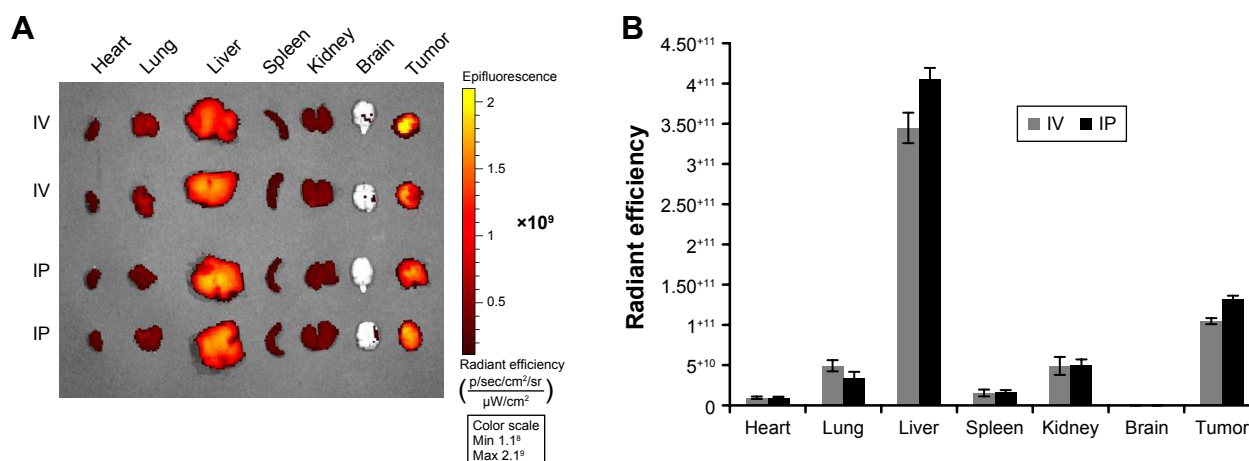 A
Heart Lung Liver Spleen Kidney Brain Tumor
IV
IV
IP
IP
Epifluorescence
2
1.5
1
0.5
×10⁹
Radiant efficiency
(p/sec/cm²/sr
μW/cm²)
Color scale
Min 1.1⁸
Max 2.1⁹
B
Radiant efficiency
4.50⁺¹¹
4⁺¹¹
3.50⁺¹¹
3⁺¹¹
2.50⁺¹¹
2⁺¹¹
1.50⁺¹¹
1⁺¹¹
5⁺¹⁰
0
IV IP
Heart Lung Liver Spleen Kidney Brain Tumor